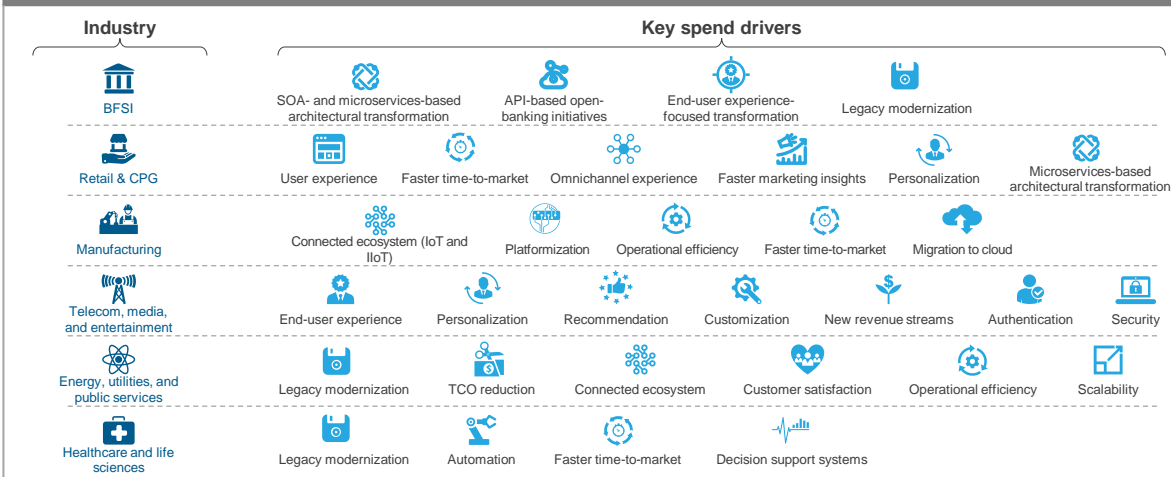 Industry
Key spend drivers
BFSI
SOA- and microservices-based
architectural transformation
API-based open-
banking initiatives
End-user experience-
focused transformation
Legacy modernization
Retail & CPG
User experience
Faster time-to-market
Omnichannel experience
Faster marketing insights
Personalization
Microservices-based
architectural transformation
Manufacturing
Connected ecosystem (IoT and
IIoT)
Platformization
Operational efficiency
Faster time-to-market
Migration to cloud
Telecom, media,
and entertainment
End-user experience
Personalization
Recommendation
Customization
New revenue streams
Authentication
Security
Energy, utilities, and
public services
Legacy modernization
TCO reduction
Connected ecosystem
Customer satisfaction
Operational efficiency
Scalability
Healthcare and life
sciences
Legacy modernization
Automation
Faster time-to-market
Decision support systems